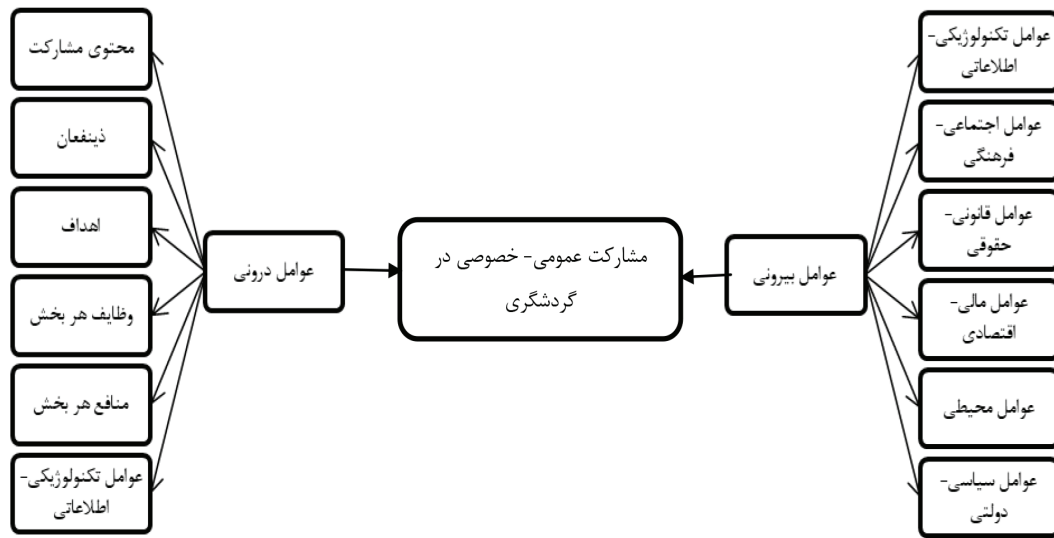 عوامل تکنولوژیکی-
اطلاعاتی
عوامل اجتماعی-
فرهنگی
عوامل قانونی-
حقوقی
عوامل مالی-
اقتصادی
عوامل محیطی
عوامل سیاسی-
دولتی
عوامل بیرونی
مشارکت عمومی- خصوصی در
گردشگری
عوامل درونی
محتوی مشارکت
ذینفعان
اهداف
وظایف هر بخش
منافع هر بخش
عوامل تکنولوژیکی-
اطلاعاتی